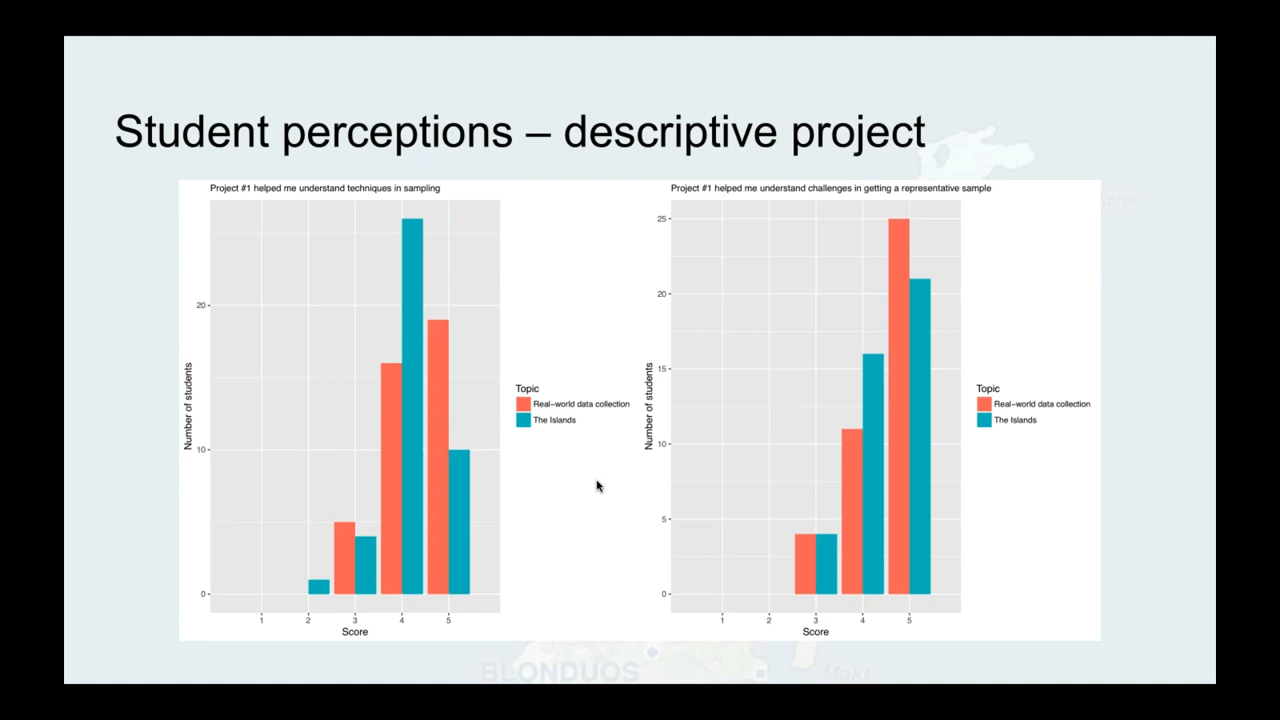 Student perceptions – descriptive project
Project #1 helped me understand techniques in sampling
Number of students
20
10
0
1 2 3 4 5
Score
Topic
Real–world data collection
The Islands
Project #1 helped me understand challenges in getting a representative sample
Number of students
25
20
15
10
5
0
1 2 3 4 5
Score
Topic
Real–world data collection
The Islands
BLONDUOS